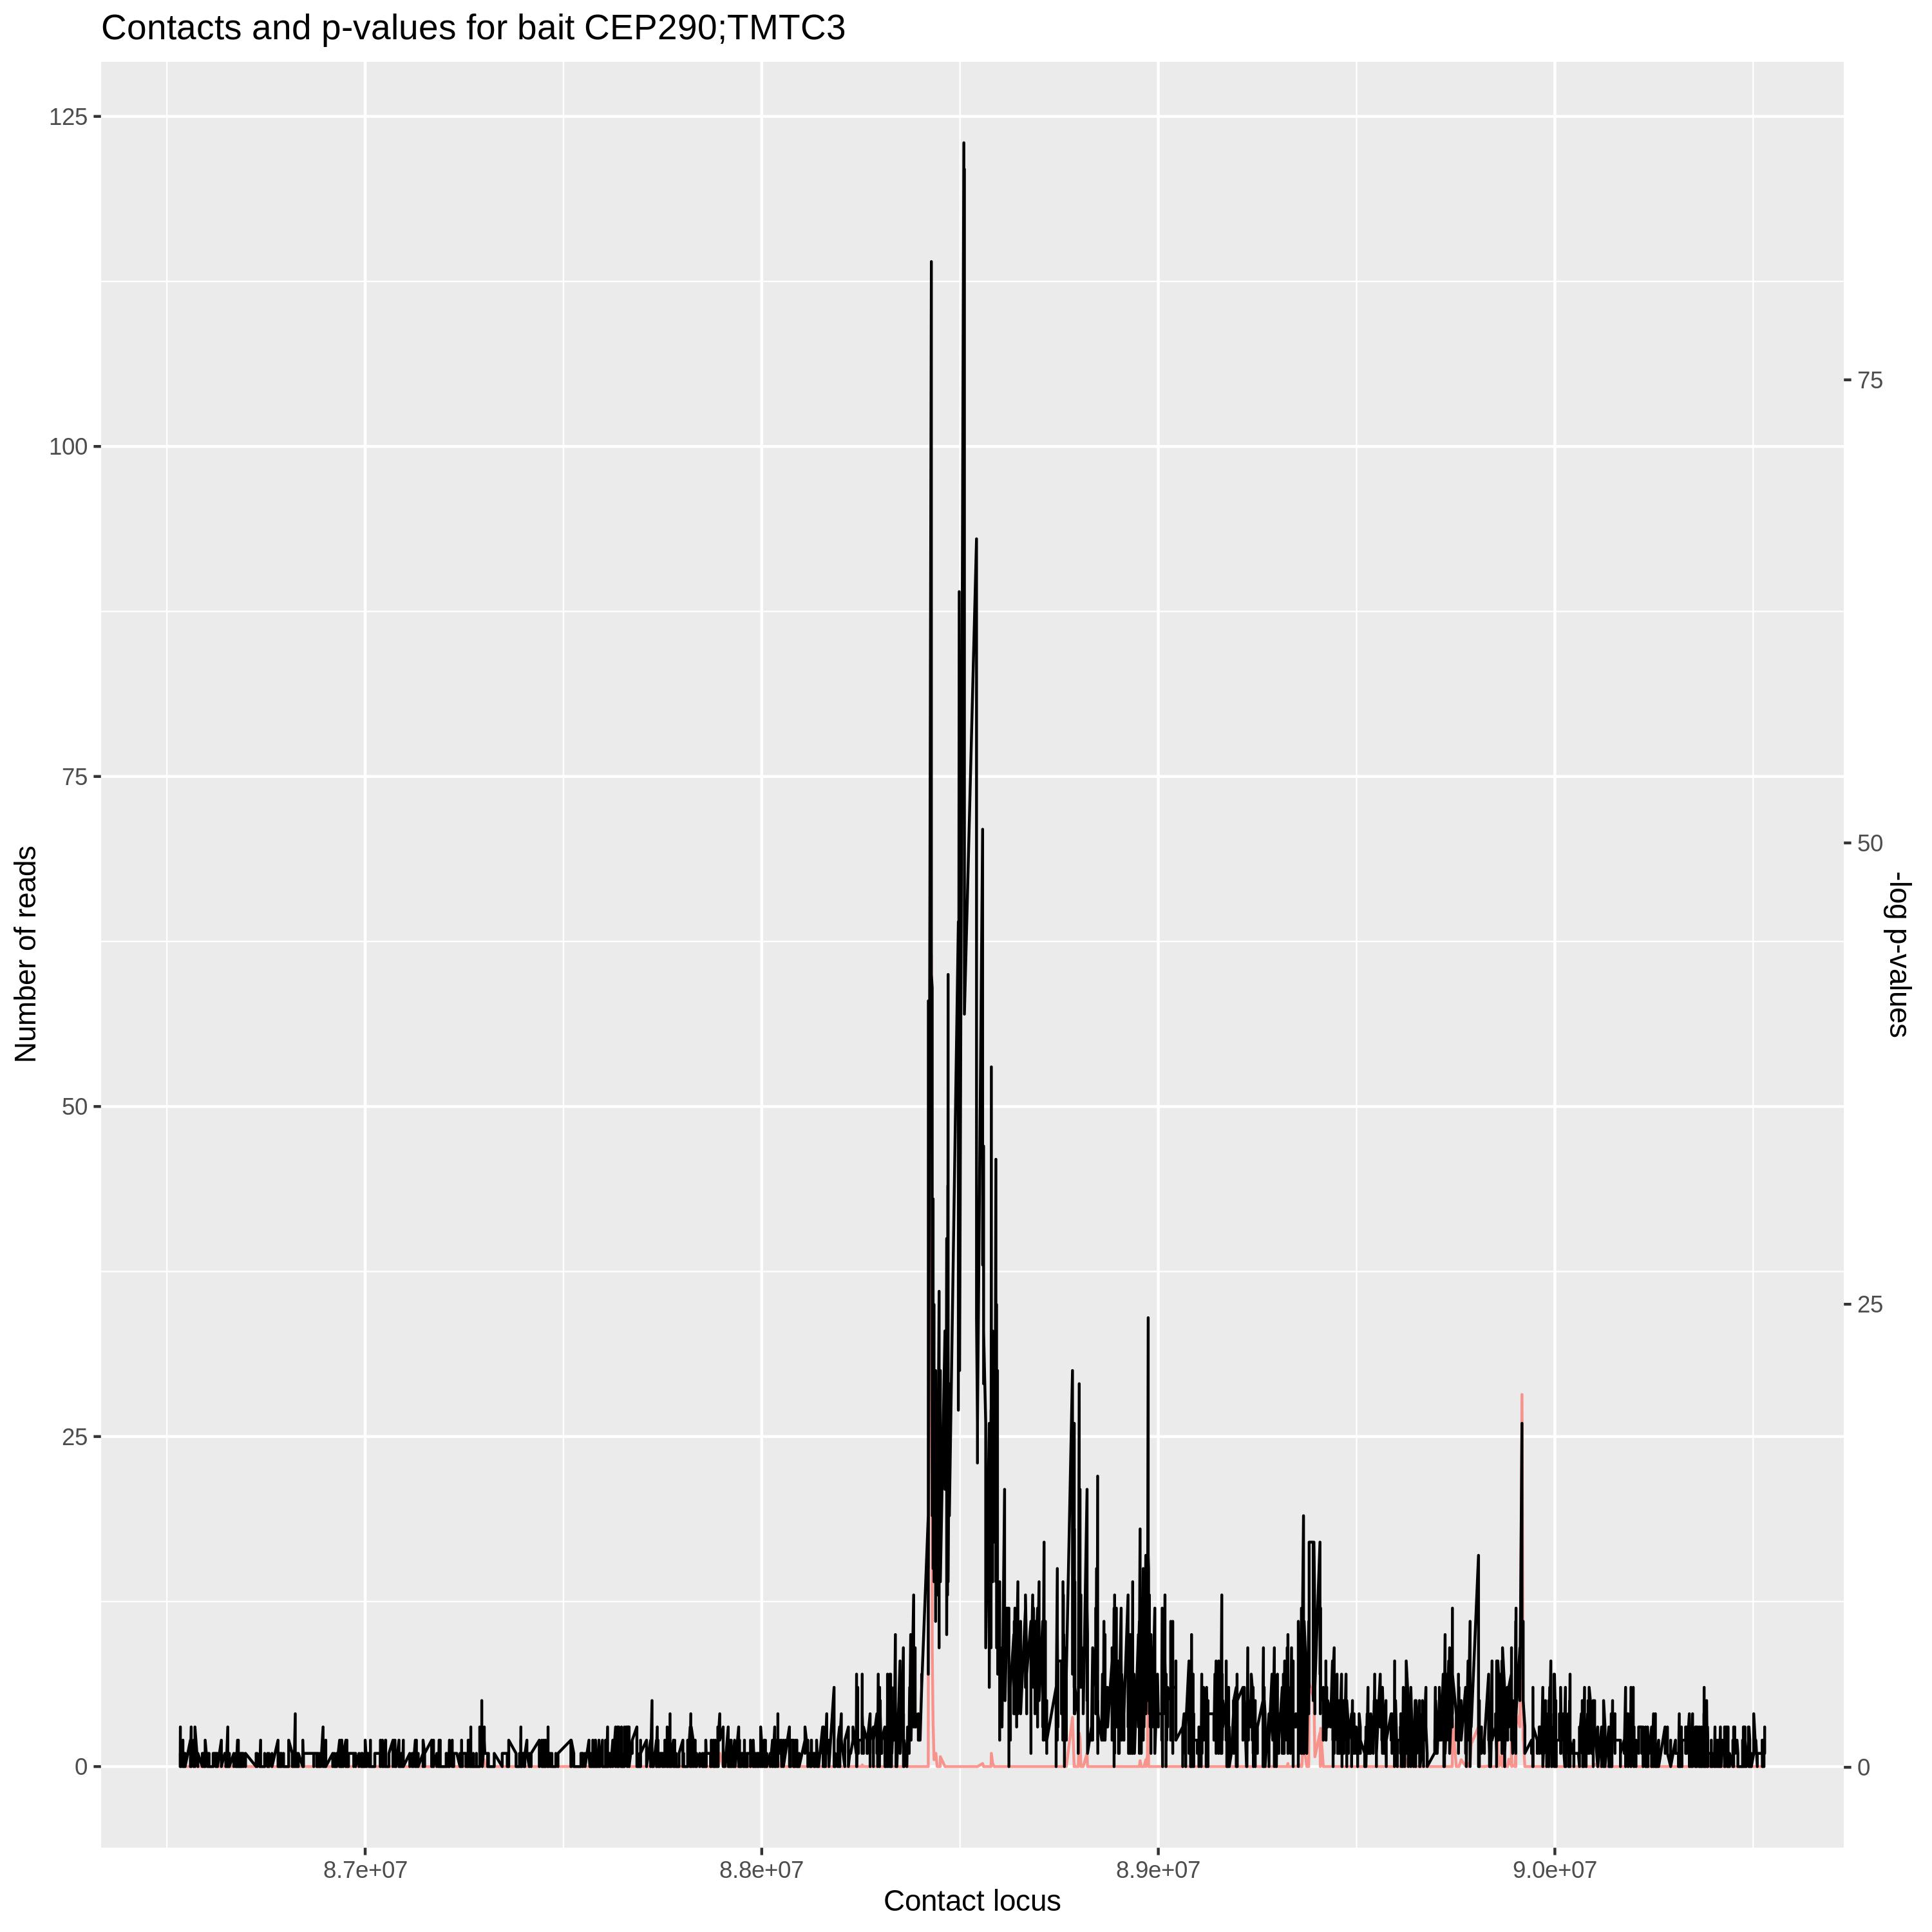 Contacts and p-values for bait CEP290;TMTC3
125
100
75
50
25
0
Number of reads
75
50
25
0
-log p-values
8.7e+07 8.8e+07 8.9e+07 9.0e+07
Contact locus